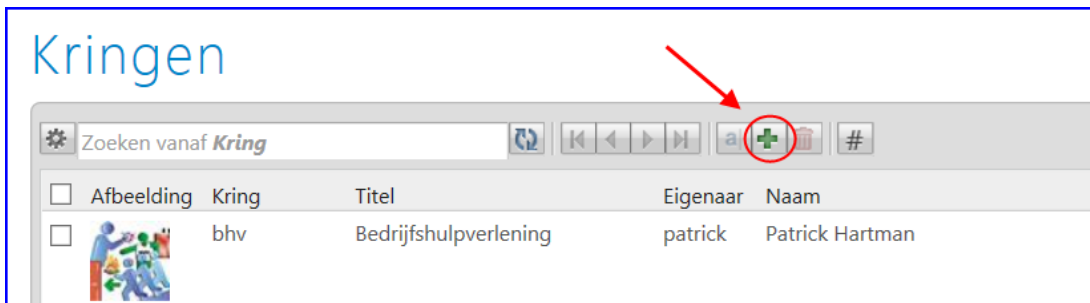 Kringen
Zoeken vanaf Kring
a|
#
Afbeelding Kring Titel Eigenaar Naam
bhv Bedrijfshulpverlening patrick Patrick Hartman